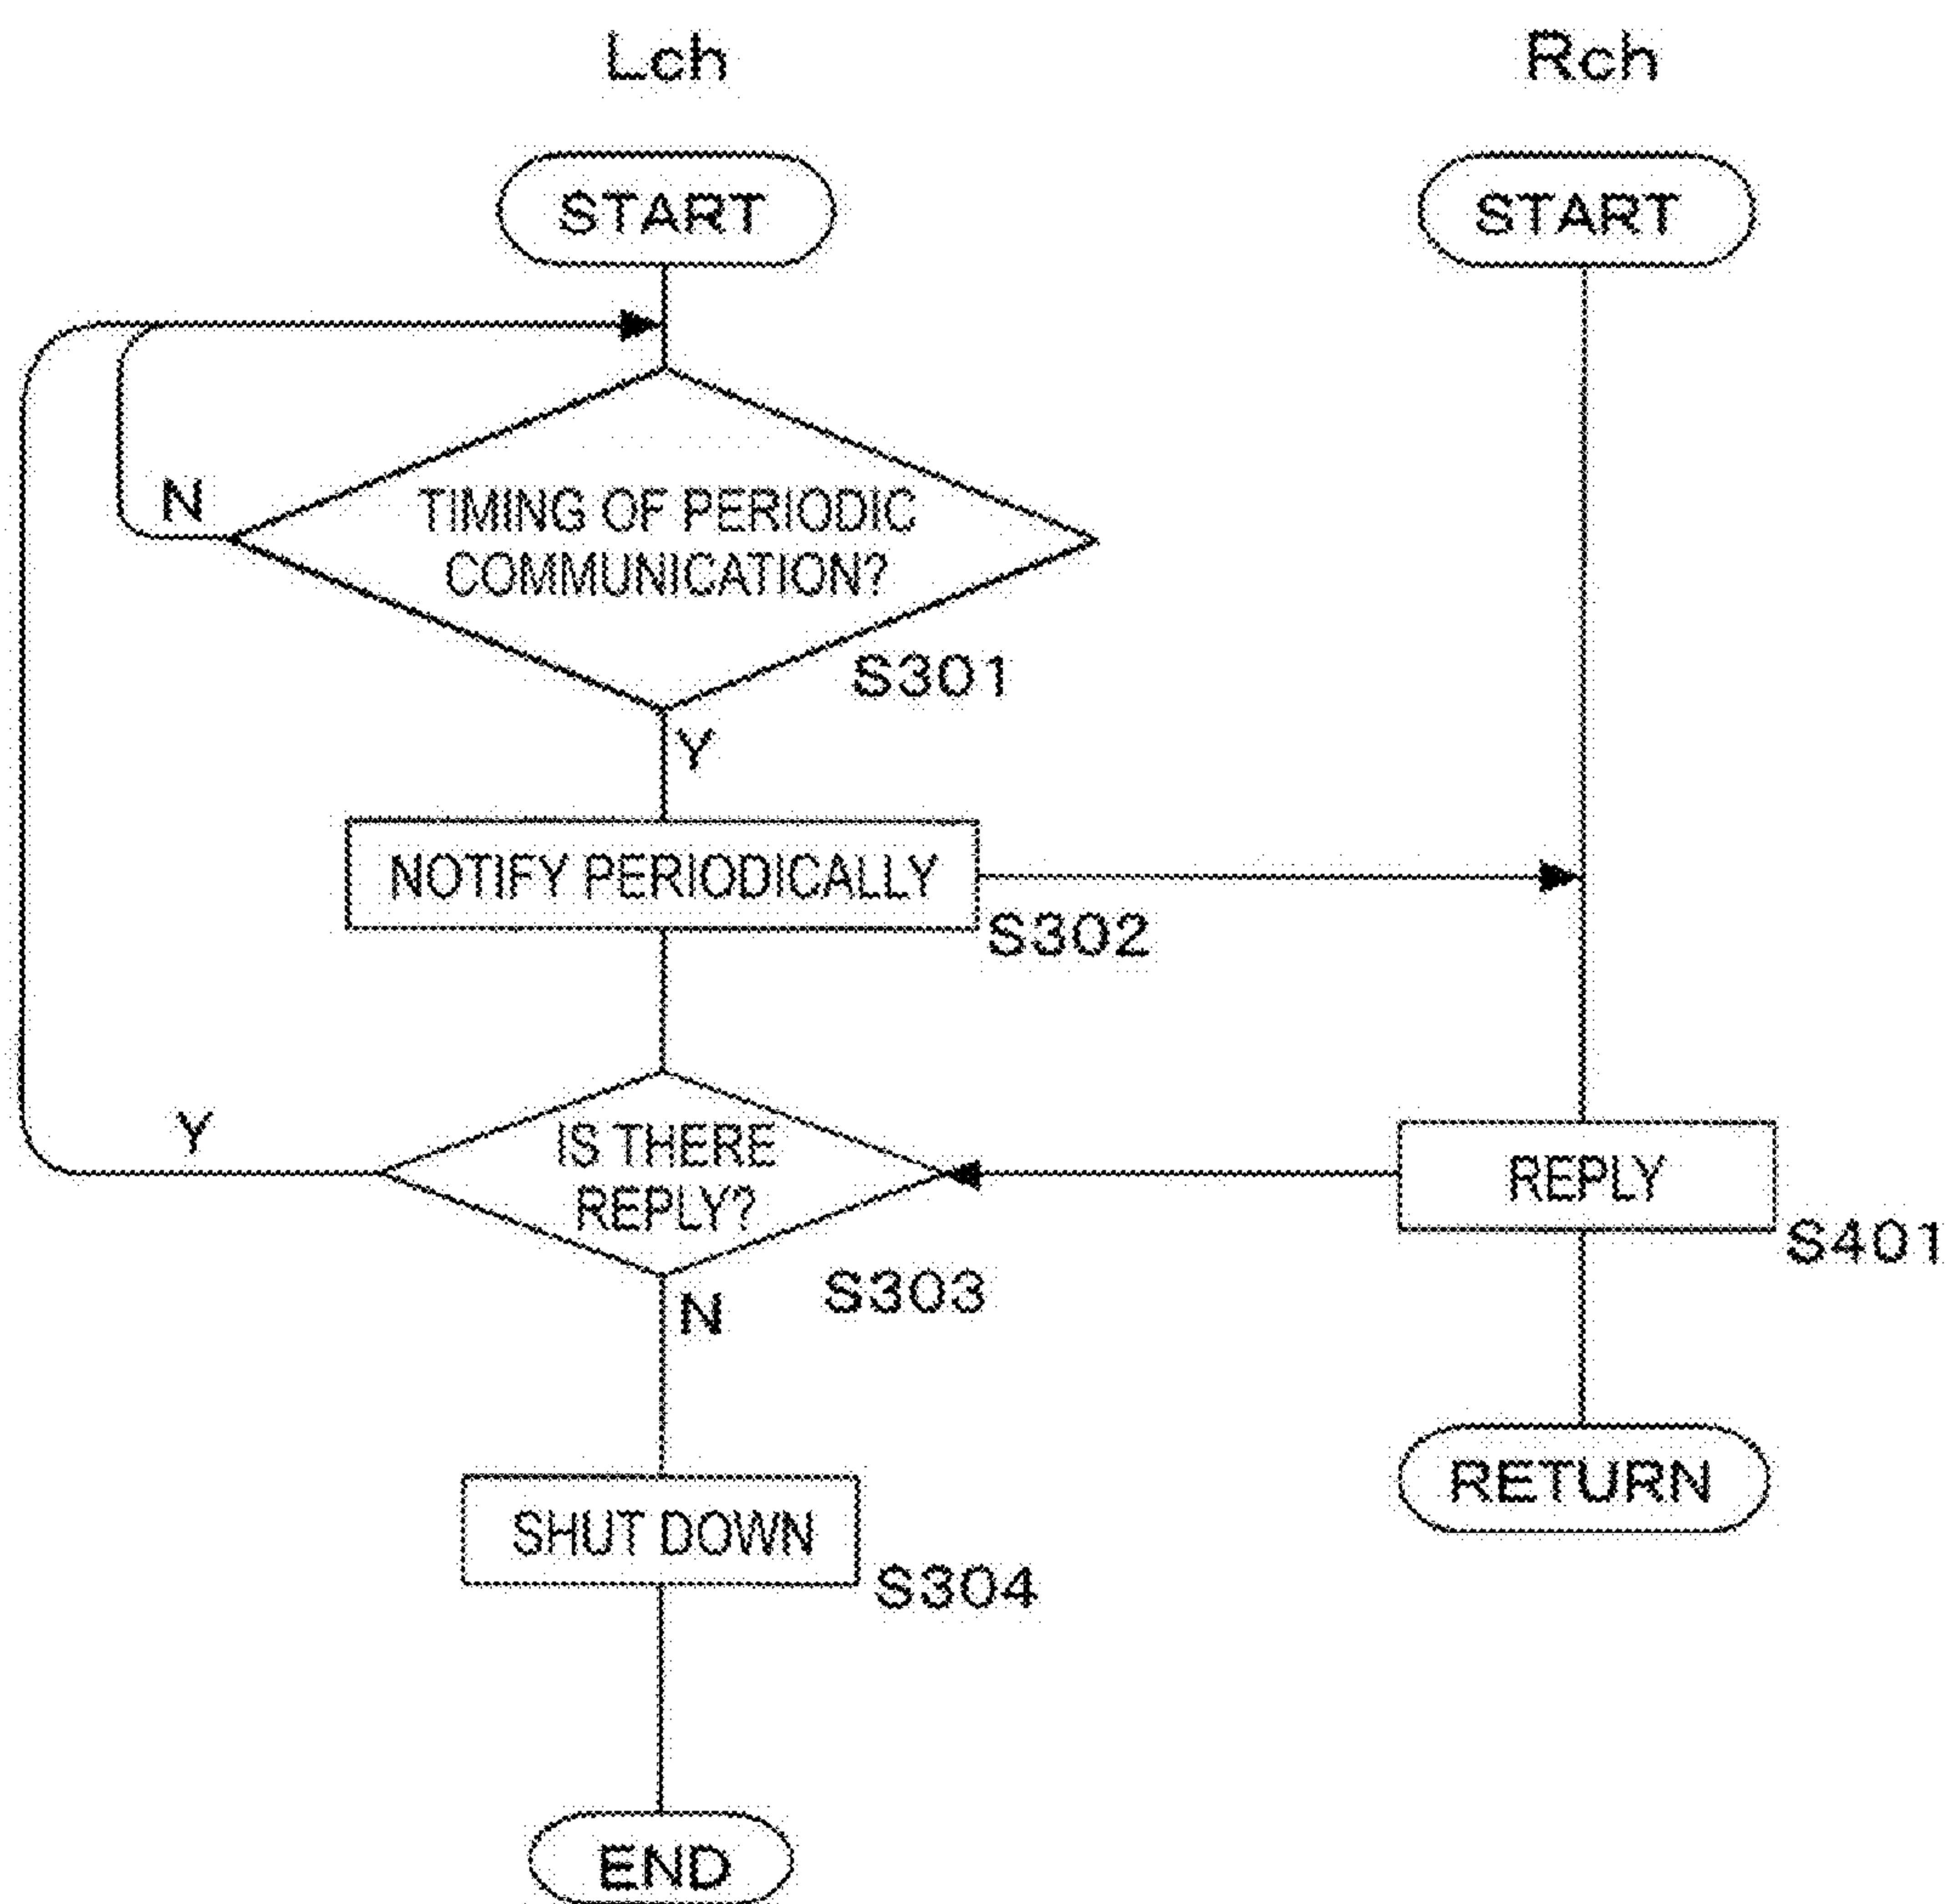 Lch
Rch
START
START
N
TIMING OF PERIODIC
COMMUNICATION?
S301
Y
NOTIFY PERIODICALLY
S302
Y
IS THERE
REPLY?
S303
REPLY
S401
N
RETURN
SHUT DOWN
S304
END